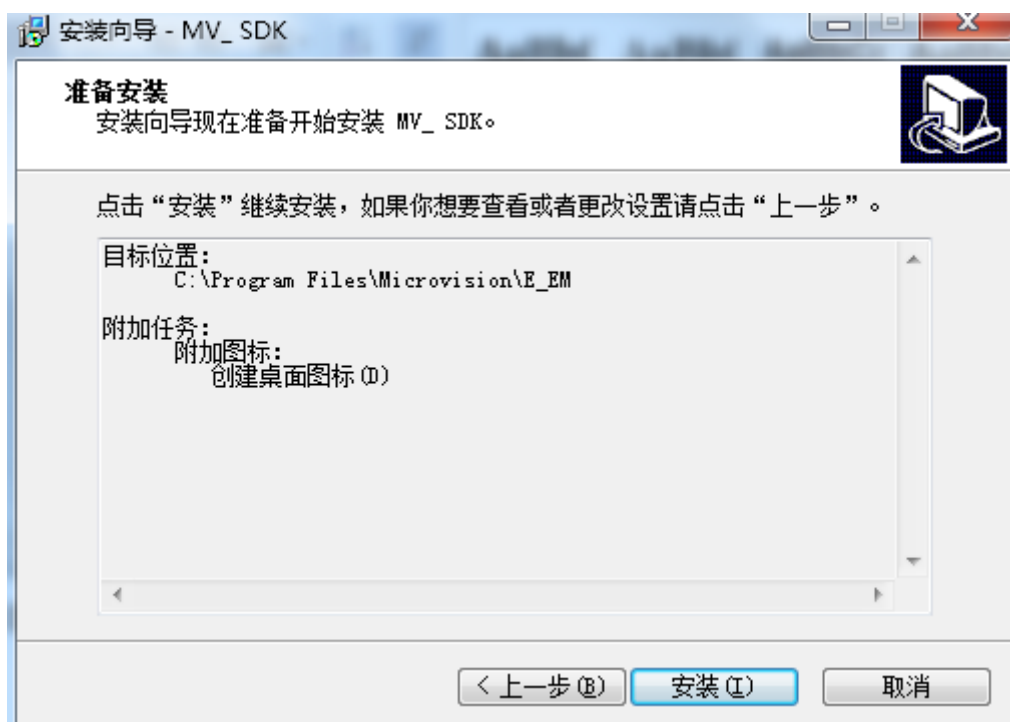 安装向导 - MV_ SDK
准备安装
安装向导现在准备开始安装 MV_ SDK。
点击“安装”继续安装，如果你想要查看或者更改设置请点击“上一步”。
目标位置：
C:\Program Files\Microvision\E_EM
附加任务：
附加图标：
创建桌面图标(D)
< 上一步(B)
安装(I)
取消